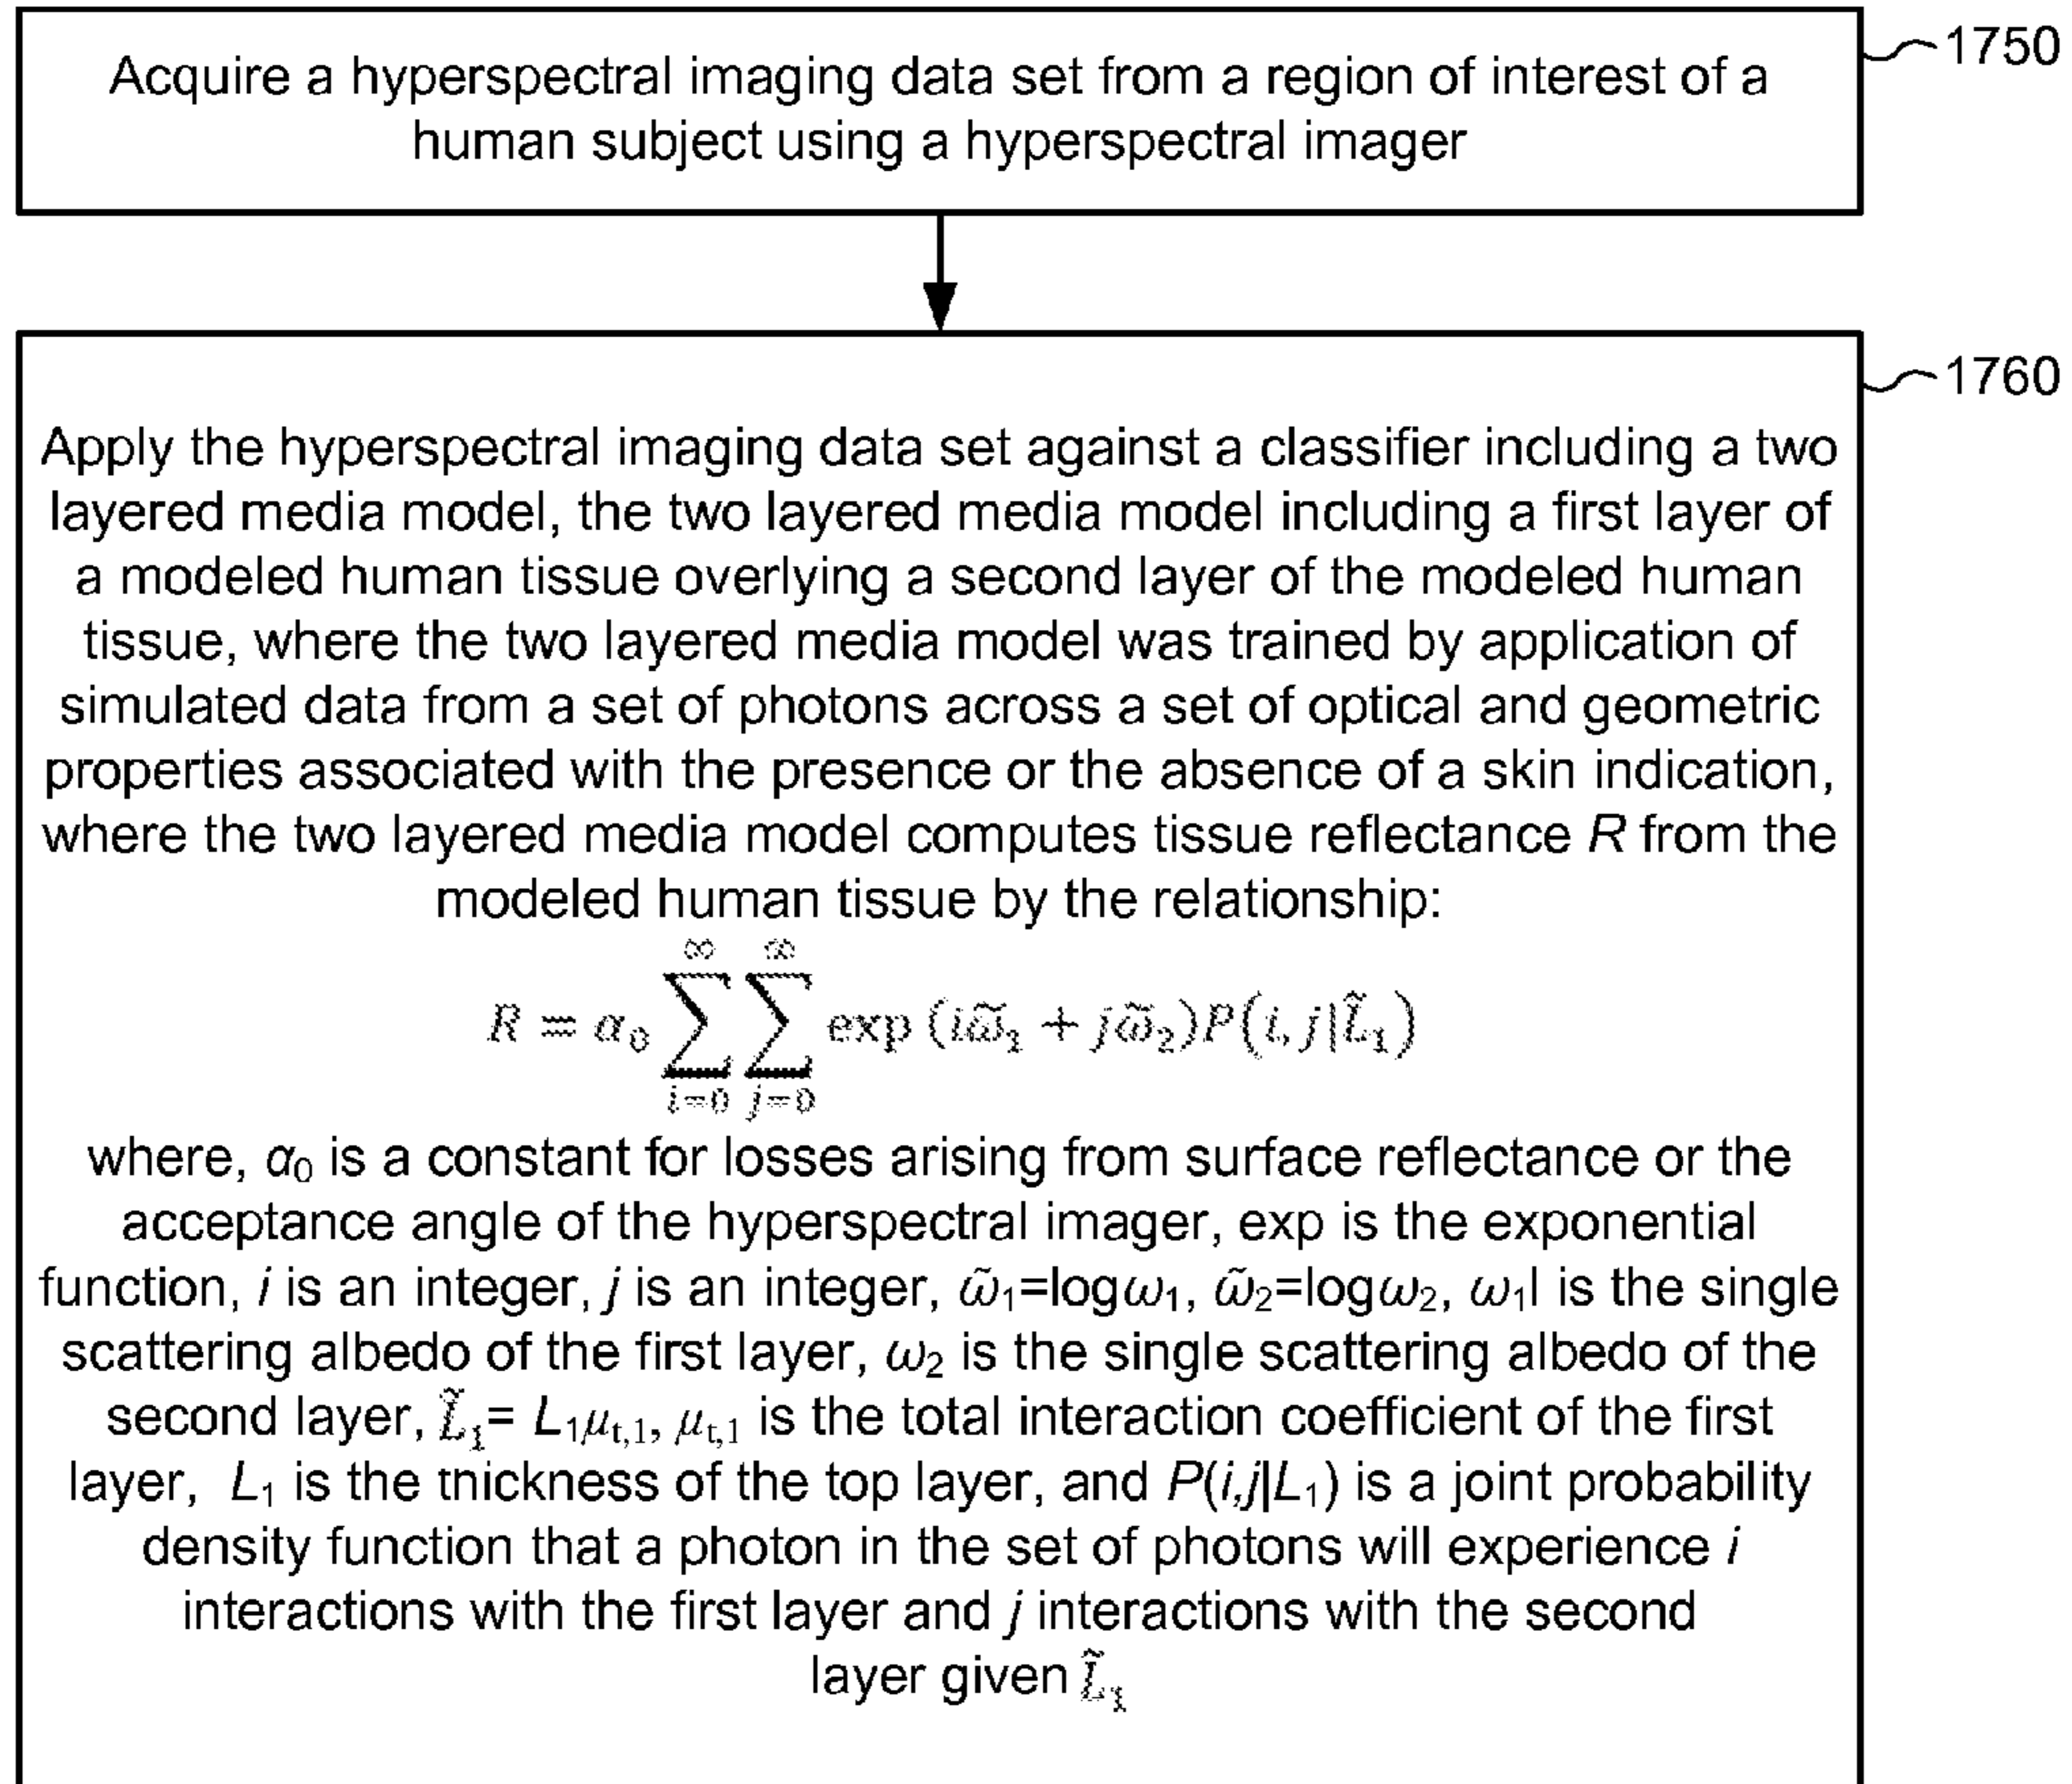 Acquire a hyperspectral imaging data set from a region of interest of a
human subject using a hyperspectral imager
1750
1760
Apply the hyperspectral imaging data set against a classifier including a two
layered media model, the two layered media model including a first layer of
a modeled human tissue overlying a second layer of the modeled human
tissue, where the two layered media model was trained by application of
simulated data from a set of photons across a set of optical and geometric
properties associated with the presence or the absence of a skin indication,
where the two layered media model computes tissue reflectance R from the
modeled human tissue by the relationship:
R = α₀ ∑_{i=0}^{∞} ∑_{j=0}^{∞} exp (iω̃₁ + jω̃₂)P(i, j|L̃₁)
where, α₀ is a constant for losses arising from surface reflectance or the
acceptance angle of the hyperspectral imager, exp is the exponential
function, i is an integer, j is an integer, ω̃₁=logω₁, ω̃₂=logω₂, ω₁l is the single
scattering albedo of the first layer, ω₂ is the single scattering albedo of the
second layer, L̃₁= L₁μₜ,₁, μₜ,₁ is the total interaction coefficient of the first
layer, L₁ is the thickness of the top layer, and P(i,j|L₁) is a joint probability
density function that a photon in the set of photons will experience i
interactions with the first layer and j interactions with the second
layer given L̃₁